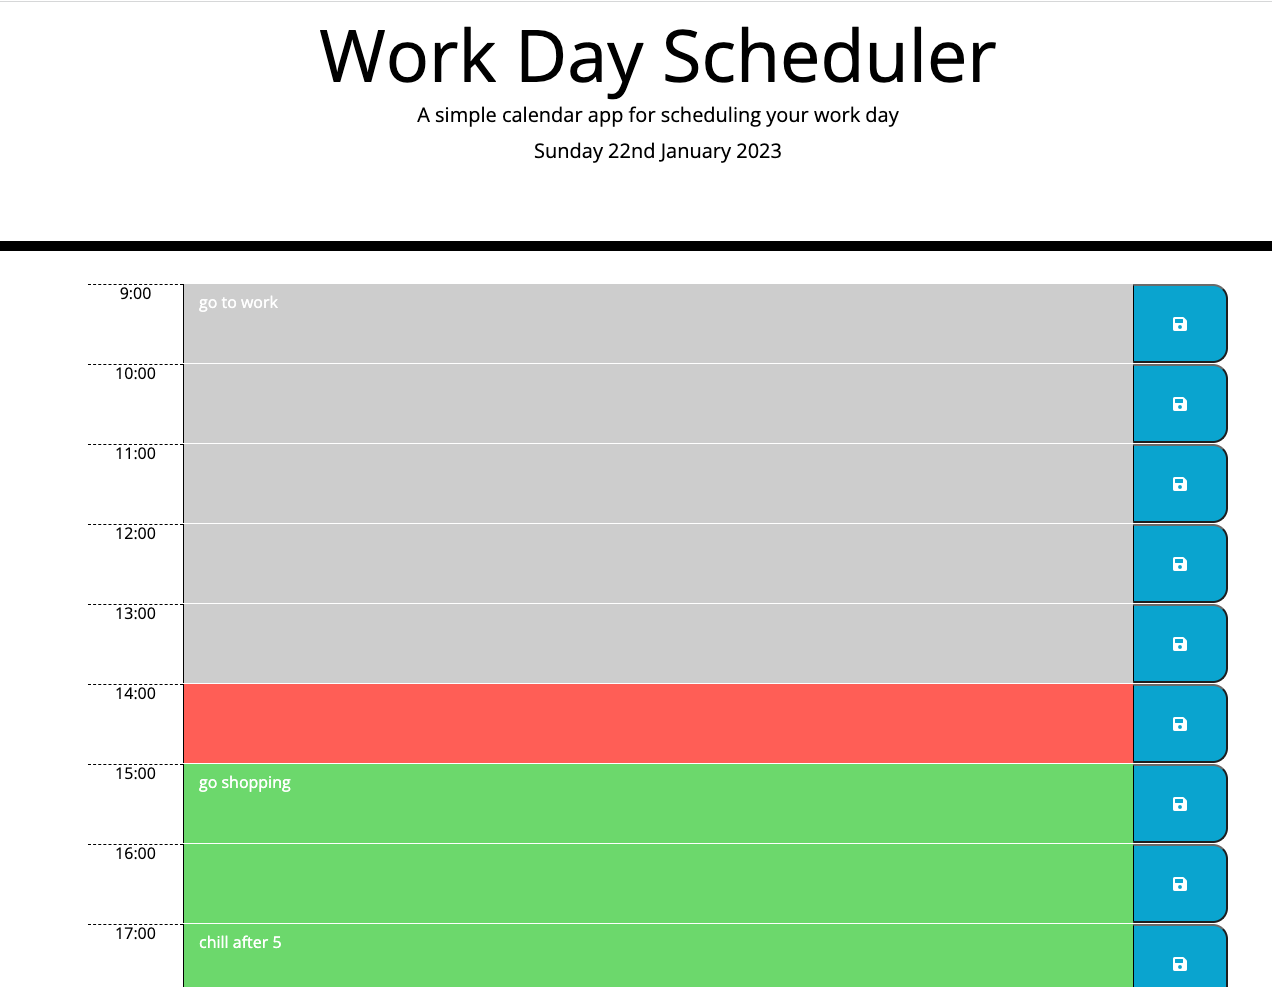 Work Day Scheduler
A simple calendar app for scheduling your work day
Sunday 22nd January 2023
9:00
go to work
10:00
11:00
12:00
13:00
14:00
15:00
go shopping
16:00
17:00
chill after 5